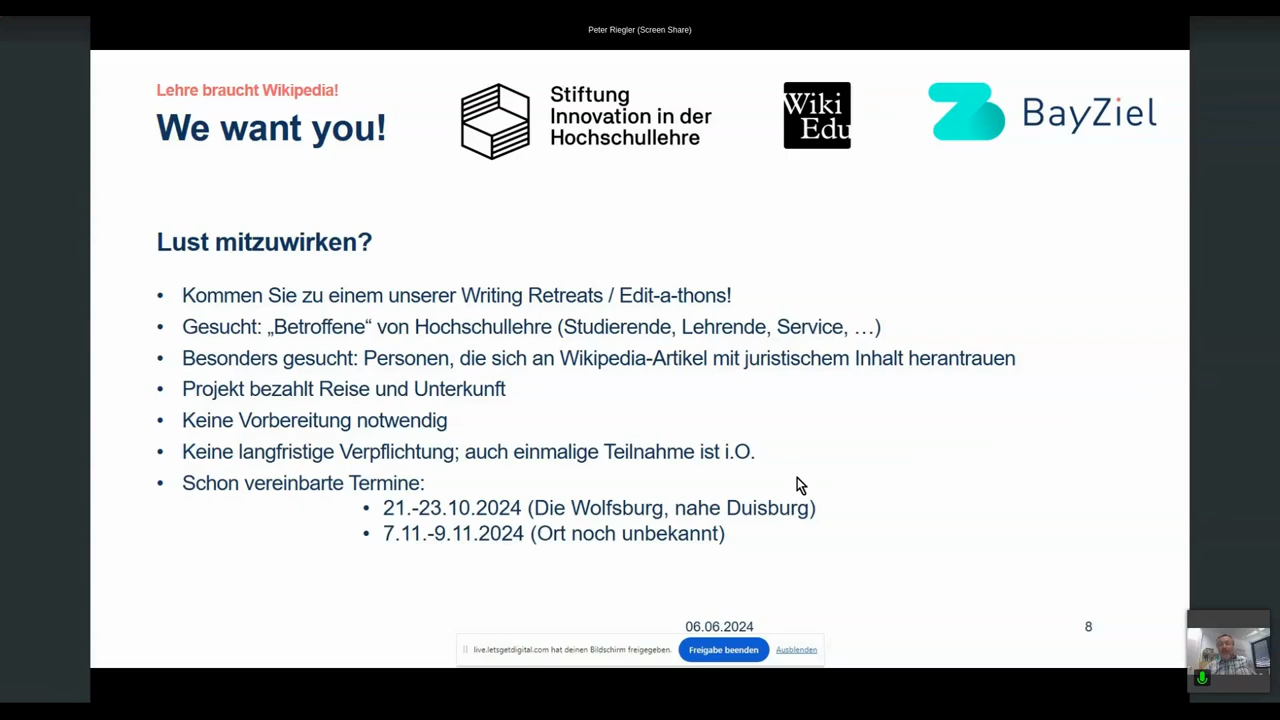 Peter Riegler (Screen Share)
Lehre braucht Wikipedia!
We want you!
Stiftung
Innovation in der
Hochschullehre
Wiki
Edu
BayZiel
Lust mitzuwirken?
• Kommen Sie zu einem unserer Writing Retreats / Edit-a-thons!
• Gesucht: „Betroffene“ von Hochschullehre (Studierende, Lehrende, Service, …)
• Besonders gesucht: Personen, die sich an Wikipedia-Artikel mit juristischem Inhalt herantrauen
• Projekt bezahlt Reise und Unterkunft
• Keine Vorbereitung notwendig
• Keine langfristige Verpflichtung; auch einmalige Teilnahme ist i.O.
• Schon vereinbarte Termine:
• 21.-23.10.2024 (Die Wolfsburg, nahe Duisburg)
• 7.11.-9.11.2024 (Ort noch unbekannt)
06.06.2024
8
live.letsgetdigital.com hat deinen Bildschirm freigegeben.
Freigabe beenden
Ausblenden